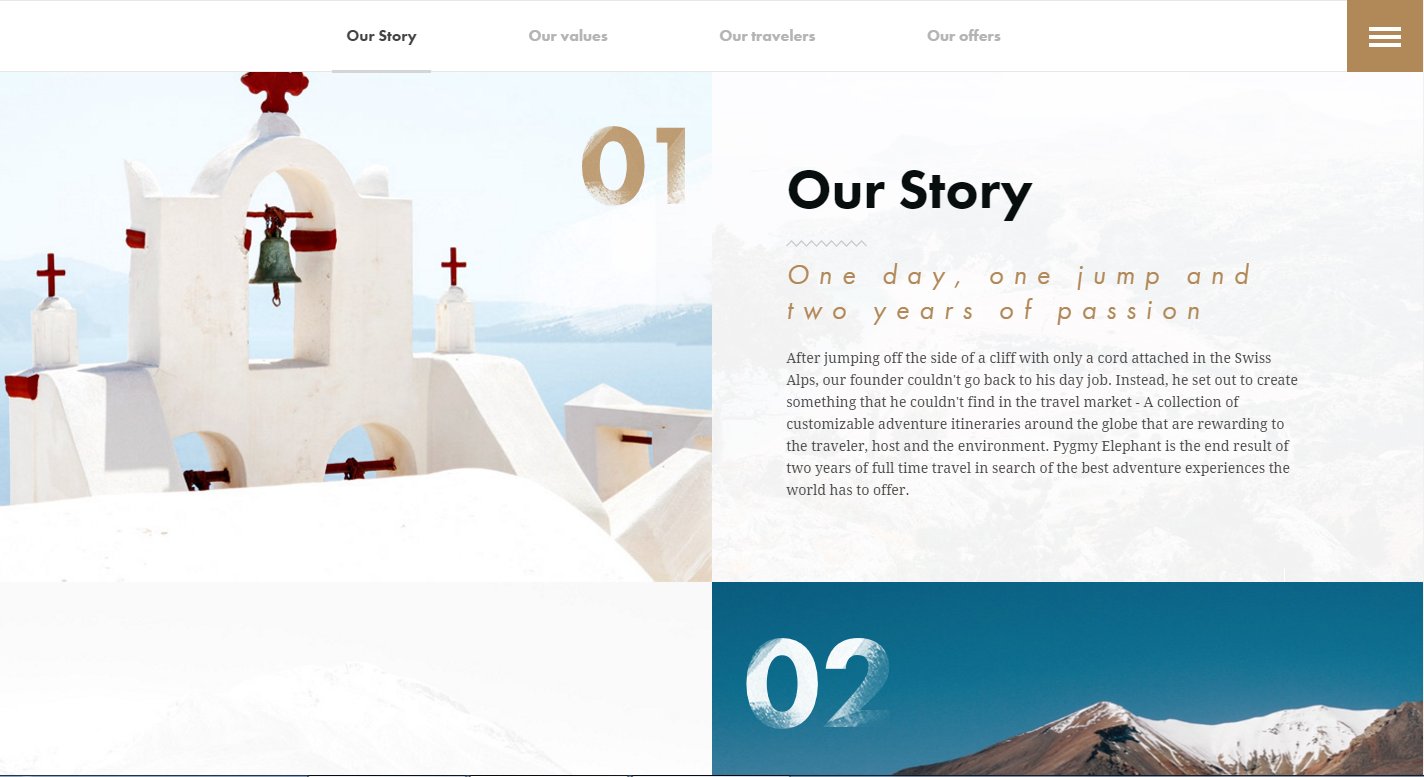 Our Story
Our values
Our travelers
Our offers
01
Our Story
One day, one jump and
two years of passion
After jumping off the side of a cliff with only a cord attached in the Swiss
Alps, our founder couldn't go back to his day job. Instead, he set out to create
something that he couldn't find in the travel market - A collection of
customizable adventure itineraries around the globe that are rewarding to
the traveler, host and the environment. Pygmy Elephant is the end result of
two years of full time travel in search of the best adventure experiences the
world has to offer.
02